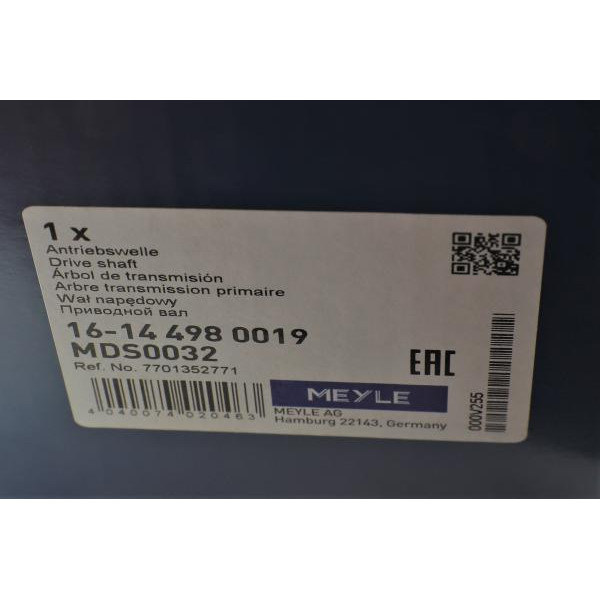 1 x
Antriebswelle
Drive shaft
Árbol de transmisión
Arbre transmission primaire
Wał napędowy
Приводной вал
16-14 498 0019
MDS0032
Ref. No. 7701352771
EAC
4 040074 020463
MEYLE
MEYLE AG
Hamburg 22143, Germany
000V255